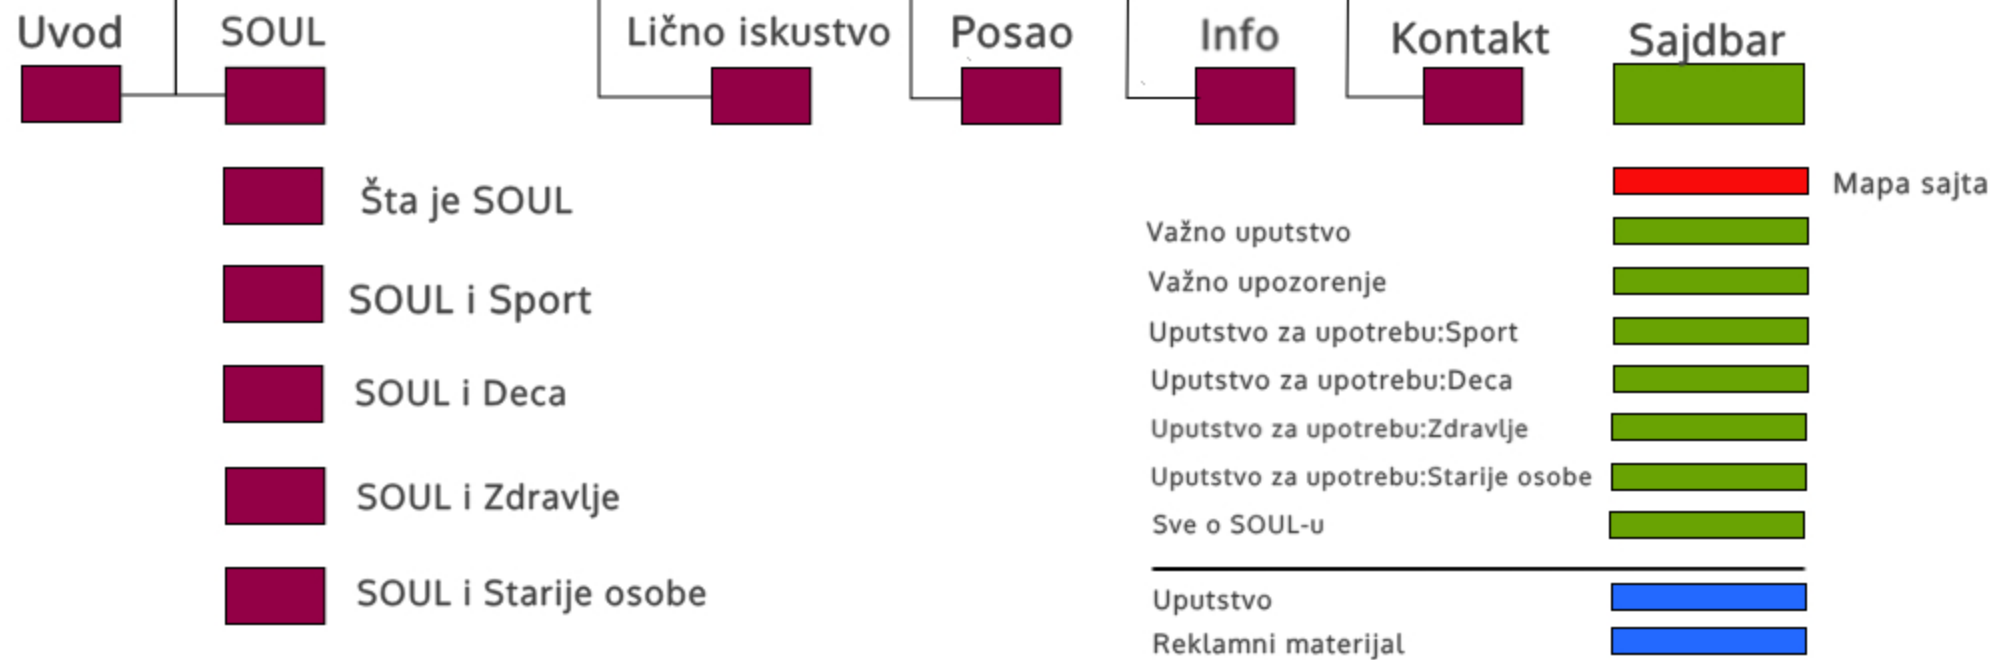 Uvod
SOUL
Lično iskustvo
Posao
Info
Kontakt
Sajdbar
Šta je SOUL
SOUL i Sport
SOUL i Deca
SOUL i Zdravlje
SOUL i Starije osobe
Mapa sajta
Važno uputstvo
Važno upozorenje
Uputstvo za upotrebu:Sport
Uputstvo za upotrebu:Deca
Uputstvo za upotrebu:Zdravlje
Uputstvo za upotrebu:Starije osobe
Sve o SOUL-u
Uputstvo
Reklamni materijal